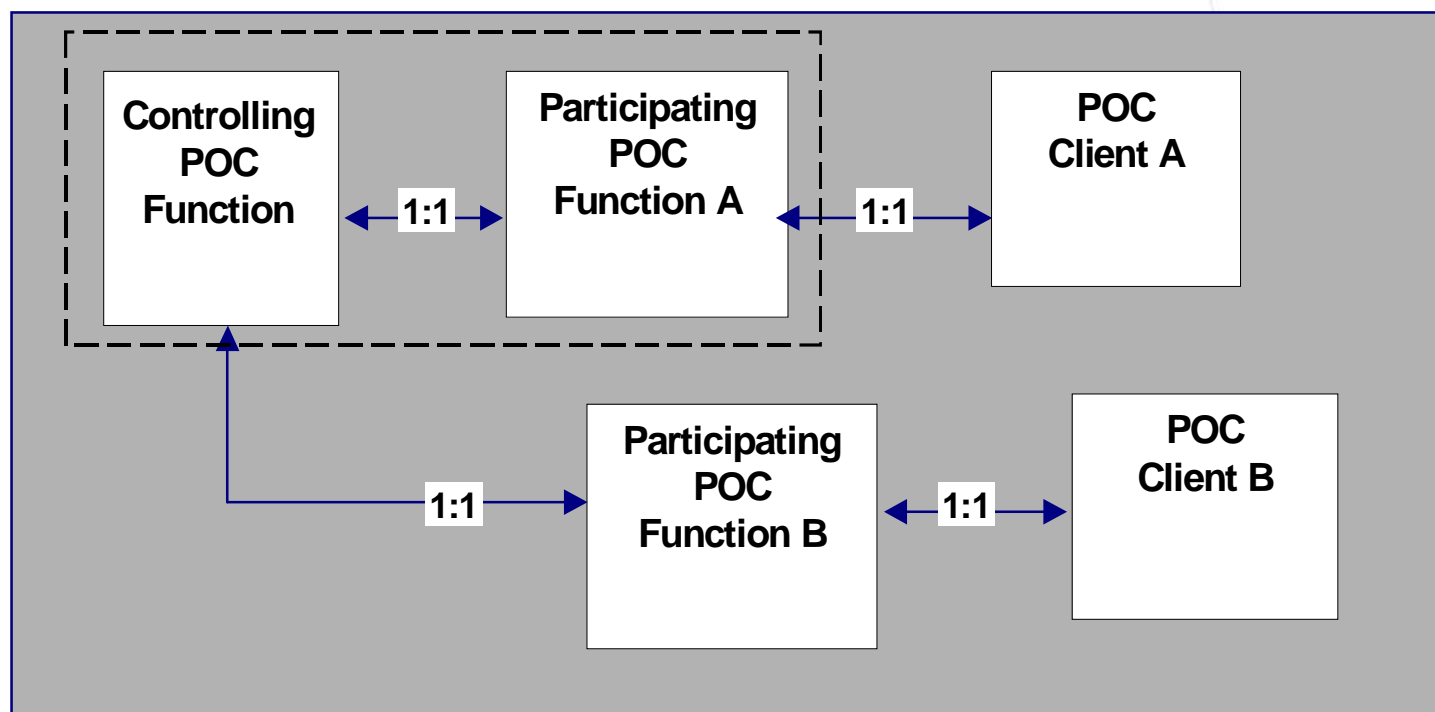 Controlling
POC
Function
1:1
Participating
POC
Function A
1:1
POC
Client A
1:1
Participating
POC
Function B
1:1
POC
Client B